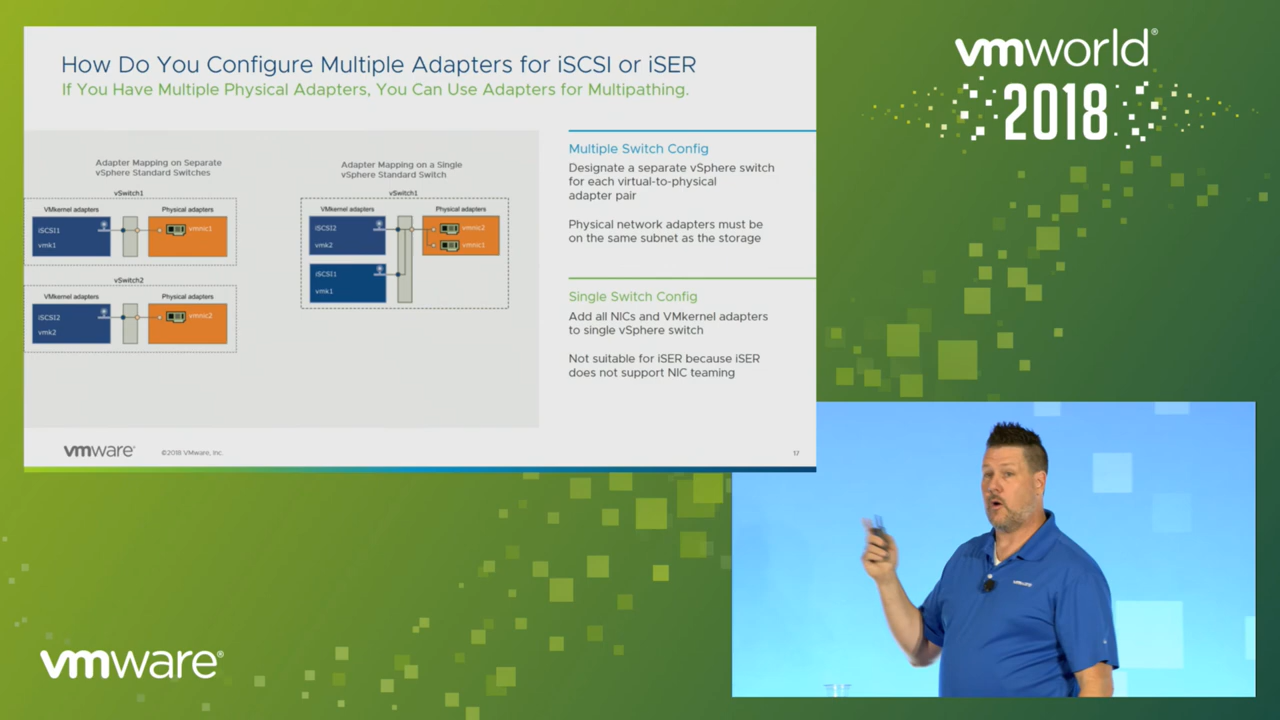 How Do You Configure Multiple Adapters for iSCSI or iSER
If You Have Multiple Physical Adapters, You Can Use Adapters for Multipathing.
Adapter Mapping on Separate
vSphere Standard Switches
vSwitch1
VMkernel adapters
Physical adapters
iSCSI1
vmk1
vmnic1
vSwitch2
VMkernel adapters
Physical adapters
iSCSI2
vmk2
vmnic2
Adapter Mapping on a Single
vSphere Standard Switch
vSwitch1
VMkernel adapters
Physical adapters
iSCSI2
vmk2
vmnic2
vmnic1
iSCSI1
vmk1
Multiple Switch Config
Designate a separate vSphere switch
for each virtual-to-physical
adapter pair
Physical network adapters must be
on the same subnet as the storage
Single Switch Config
Add all NICs and VMkernel adapters
to single vSphere switch
Not suitable for iSER because iSER
does not support NIC teaming
vmware®
©2018 VMware, Inc.
17
vmworld®
2018
vmware®
vmware